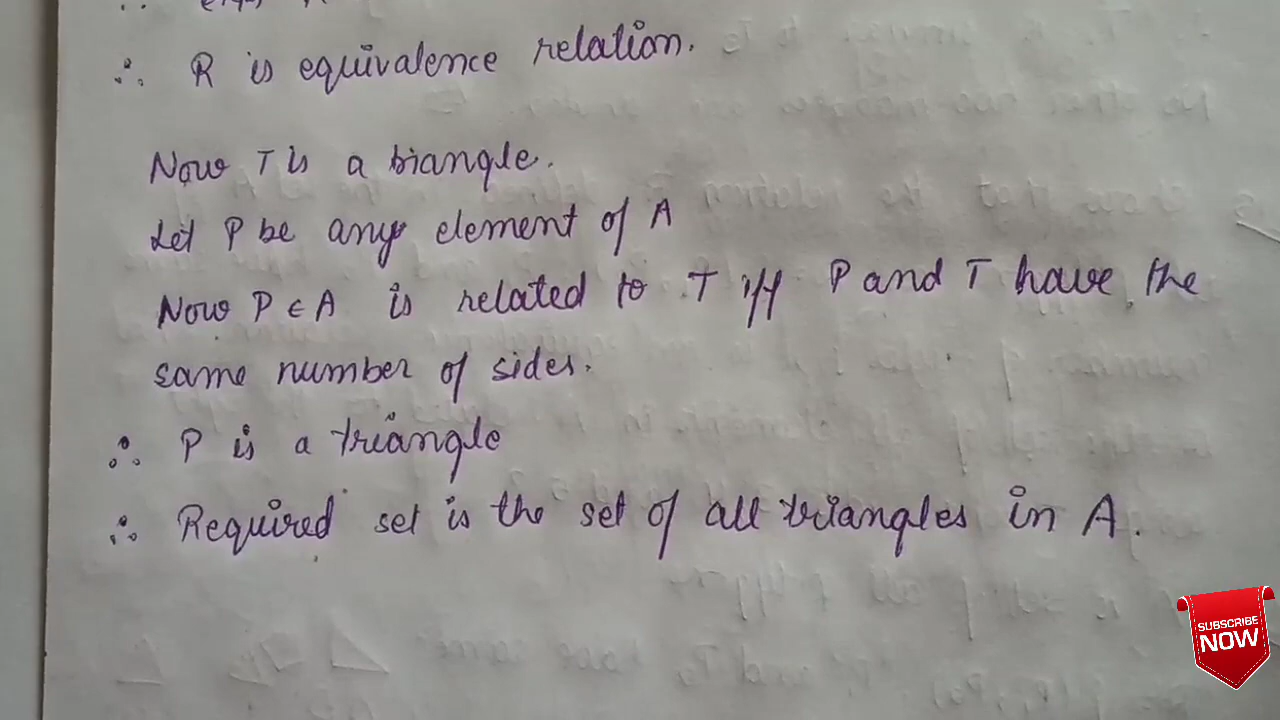 ∴ R is equivalence relation.
Now T is a triangle.
Let P be any element of A
Now P ∈ A is related to T iff P and T have the
same number of sides.
∴ P is a triangle
∴ Required set is the set of all triangles in A.
SUBSCRIBE
NOW